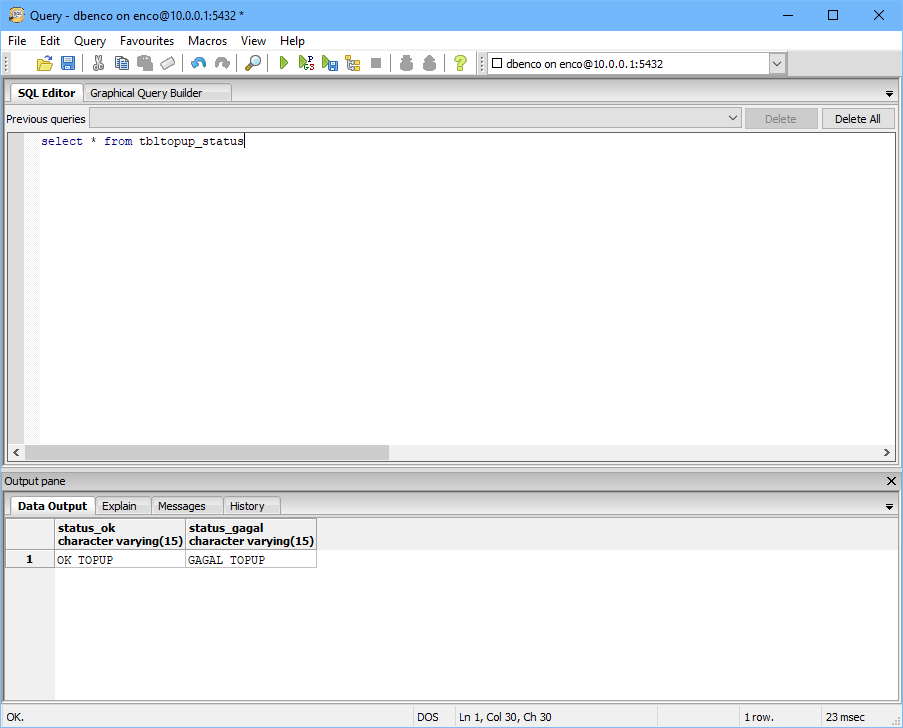 Query - dbenco on enco@10.0.0.1:5432 *
File Edit Query Favourites Macros View Help
dbenco on enco@10.0.0.1:5432
SQL Editor Graphical Query Builder
Previous queries Delete Delete All
select * from tbltopup_status
Output pane
Data Output Explain Messages History
status_ok status_gagal
character varying(15) character varying(15)
1 OK TOPUP GAGAL TOPUP
OK. DOS Ln 1, Col 30, Ch 30 1 row. 23 msec